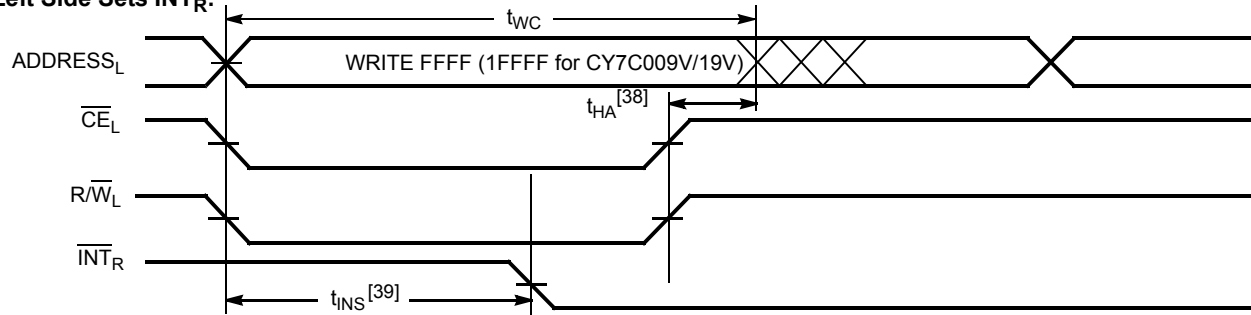 Left Side Sets INTR:
tWC
ADDRESSL
WRITE FFFF (1FFFF for CY7C009V/19V)
tHA[38]
CEL
R/WL
INTR
tINS[39]